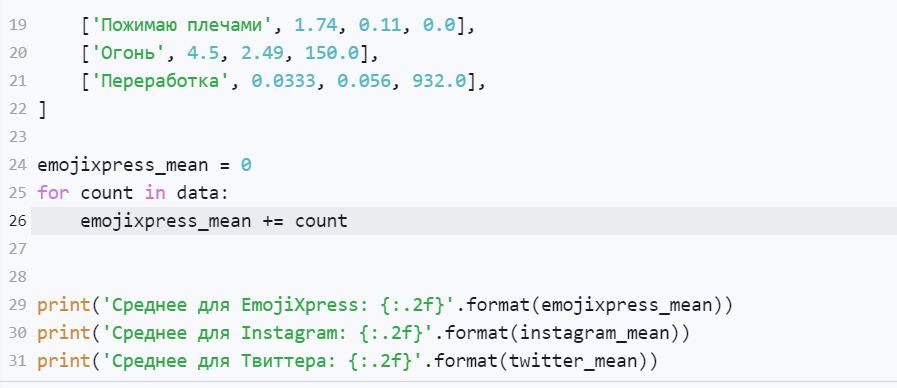 19 ['Пожимаю плечами', 1.74, 0.11, 0.0],
20 ['Огонь', 4.5, 2.49, 150.0],
21 ['Переработка', 0.0333, 0.056, 932.0],
22 ]
23
24 emojixpress_mean = 0
25 for count in data:
26 emojixpress_mean += count
27
28
29 print('Среднее для EmojiXpress: {:.2f}'.format(emojixpress_mean))
30 print('Среднее для Instagram: {:.2f}'.format(instagram_mean))
31 print('Среднее для Твиттера: {:.2f}'.format(twitter_mean))